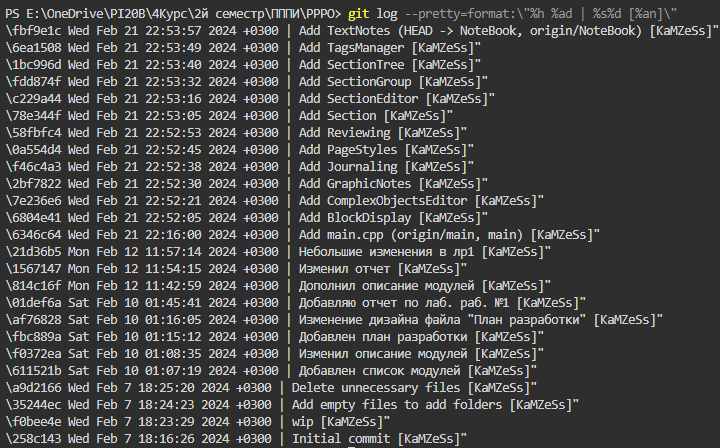 PS E:\OneDrive\PI20B\4Курс\2й семестр\ПППИ\РРРО> git log --pretty=format:\"%h %ad | %s%d [%an]\"
\fbf9e1c Wed Feb 21 22:53:57 2024 +0300 | Add TextNotes (HEAD -> NoteBook, origin/NoteBook) [KaMZeSs]"
\6ea1508 Wed Feb 21 22:53:49 2024 +0300 | Add TagsManager [KaMZeSs]"
\1bc996d Wed Feb 21 22:53:40 2024 +0300 | Add SectionTree [KaMZeSs]"
\fdd874f Wed Feb 21 22:53:32 2024 +0300 | Add SectionGroup [KaMZeSs]"
\c229a44 Wed Feb 21 22:53:16 2024 +0300 | Add SectionEditor [KaMZeSs]"
\78e344f Wed Feb 21 22:53:05 2024 +0300 | Add Section [KaMZeSs]"
\58fbfc4 Wed Feb 21 22:52:53 2024 +0300 | Add Reviewing [KaMZeSs]"
\0a554d4 Wed Feb 21 22:52:45 2024 +0300 | Add PageStyles [KaMZeSs]"
\f46c4a3 Wed Feb 21 22:52:38 2024 +0300 | Add Journaling [KaMZeSs]"
\2bf7822 Wed Feb 21 22:52:30 2024 +0300 | Add GraphicNotes [KaMZeSs]"
\7e236e6 Wed Feb 21 22:52:21 2024 +0300 | Add ComplexObjectsEditor [KaMZeSs]"
\6804e41 Wed Feb 21 22:52:05 2024 +0300 | Add BlockDisplay [KaMZeSs]"
\6346c64 Wed Feb 21 22:16:00 2024 +0300 | Add main.cpp (origin/main, main) [KaMZeSs]"
\21d36b5 Mon Feb 12 11:57:14 2024 +0300 | Небольшие изменения в лр1 [KaMZeSs]"
\1567147 Mon Feb 12 11:54:15 2024 +0300 | Изменил отчет [KaMZeSs]"
\814c16f Mon Feb 12 11:42:59 2024 +0300 | Дополнил описание модулей [KaMZeSs]"
\01def6a Sat Feb 10 01:45:41 2024 +0300 | Добавляю отчет по лаб. раб. №1 [KaMZeSs]"
\af76828 Sat Feb 10 01:16:05 2024 +0300 | Изменение дизайна файла "План разработки" [KaMZeSs]"
\fbc889a Sat Feb 10 01:15:12 2024 +0300 | Добавлен план разработки [KaMZeSs]"
\f0372ea Sat Feb 10 01:08:35 2024 +0300 | Изменил описание модулей [KaMZeSs]"
\611521b Sat Feb 10 01:07:19 2024 +0300 | Добавлен список модулей [KaMZeSs]"
\a9d2166 Wed Feb 7 18:25:20 2024 +0300 | Delete unnecessary files [KaMZeSs]"
\35244ec Wed Feb 7 18:24:23 2024 +0300 | Add empty files to add folders [KaMZeSs]"
\f0bee4e Wed Feb 7 18:23:29 2024 +0300 | wip [KaMZeSs]"
\258c143 Wed Feb 7 18:16:26 2024 +0300 | Initial commit [KaMZeSs]"